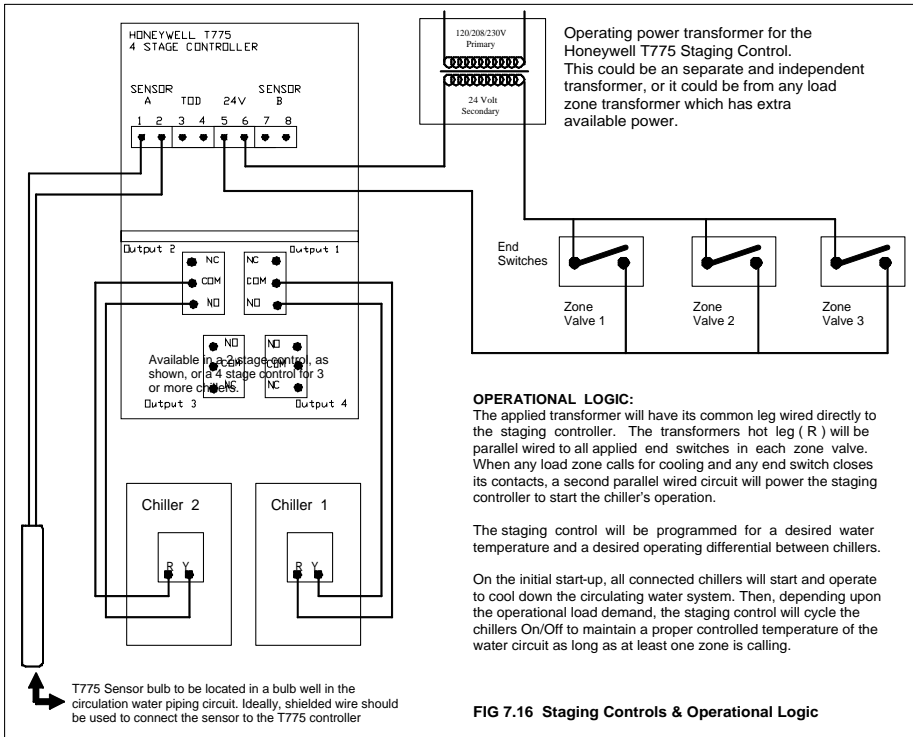 HONEYWELL T775
4 STAGE CONTROLLER
SENSOR
A
TOD
24V
SENSOR
B
1 2 3 4 5 6 7 8
120/208/230V
Primary
24 Volt
Secondary
Operating power transformer for the
Honeywell T775 Staging Control.
This could be an separate and independent
transformer, or it could be from any load
zone transformer which has extra
available power.
End
Switches
Zone
Valve 1
Zone
Valve 2
Zone
Valve 3
Output 2
Output 1
NC
COM
NO
NC
COM
NO
NO
COM
NC
NO
COM
NC
Available in a 2 stage control, as
shown, or a 4 stage control for 3
or more chillers.
Output 3
Output 4
Chiller 2
R Y
Chiller 1
R Y
T775 Sensor bulb to be located in a bulb well in the
circulation water piping circuit. Ideally, shielded wire should
be used to connect the sensor to the T775 controller
OPERATIONAL LOGIC:
The applied transformer will have its common leg wired directly to
the staging controller. The transformers hot leg ( R ) will be
parallel wired to all applied end switches in each zone valve.
When any load zone calls for cooling and any end switch closes
its contacts, a second parallel wired circuit will power the staging
controller to start the chiller's operation.
The staging control will be programmed for a desired water
temperature and a desired operating differential between chillers.
On the initial start-up, all connected chillers will start and operate
to cool down the circulating water system. Then, depending upon
the operational load demand, the staging control will cycle the
chillers On/Off to maintain a proper controlled temperature of the
water circuit as long as at least one zone is calling.
FIG 7.16 Staging Controls & Operational Logic